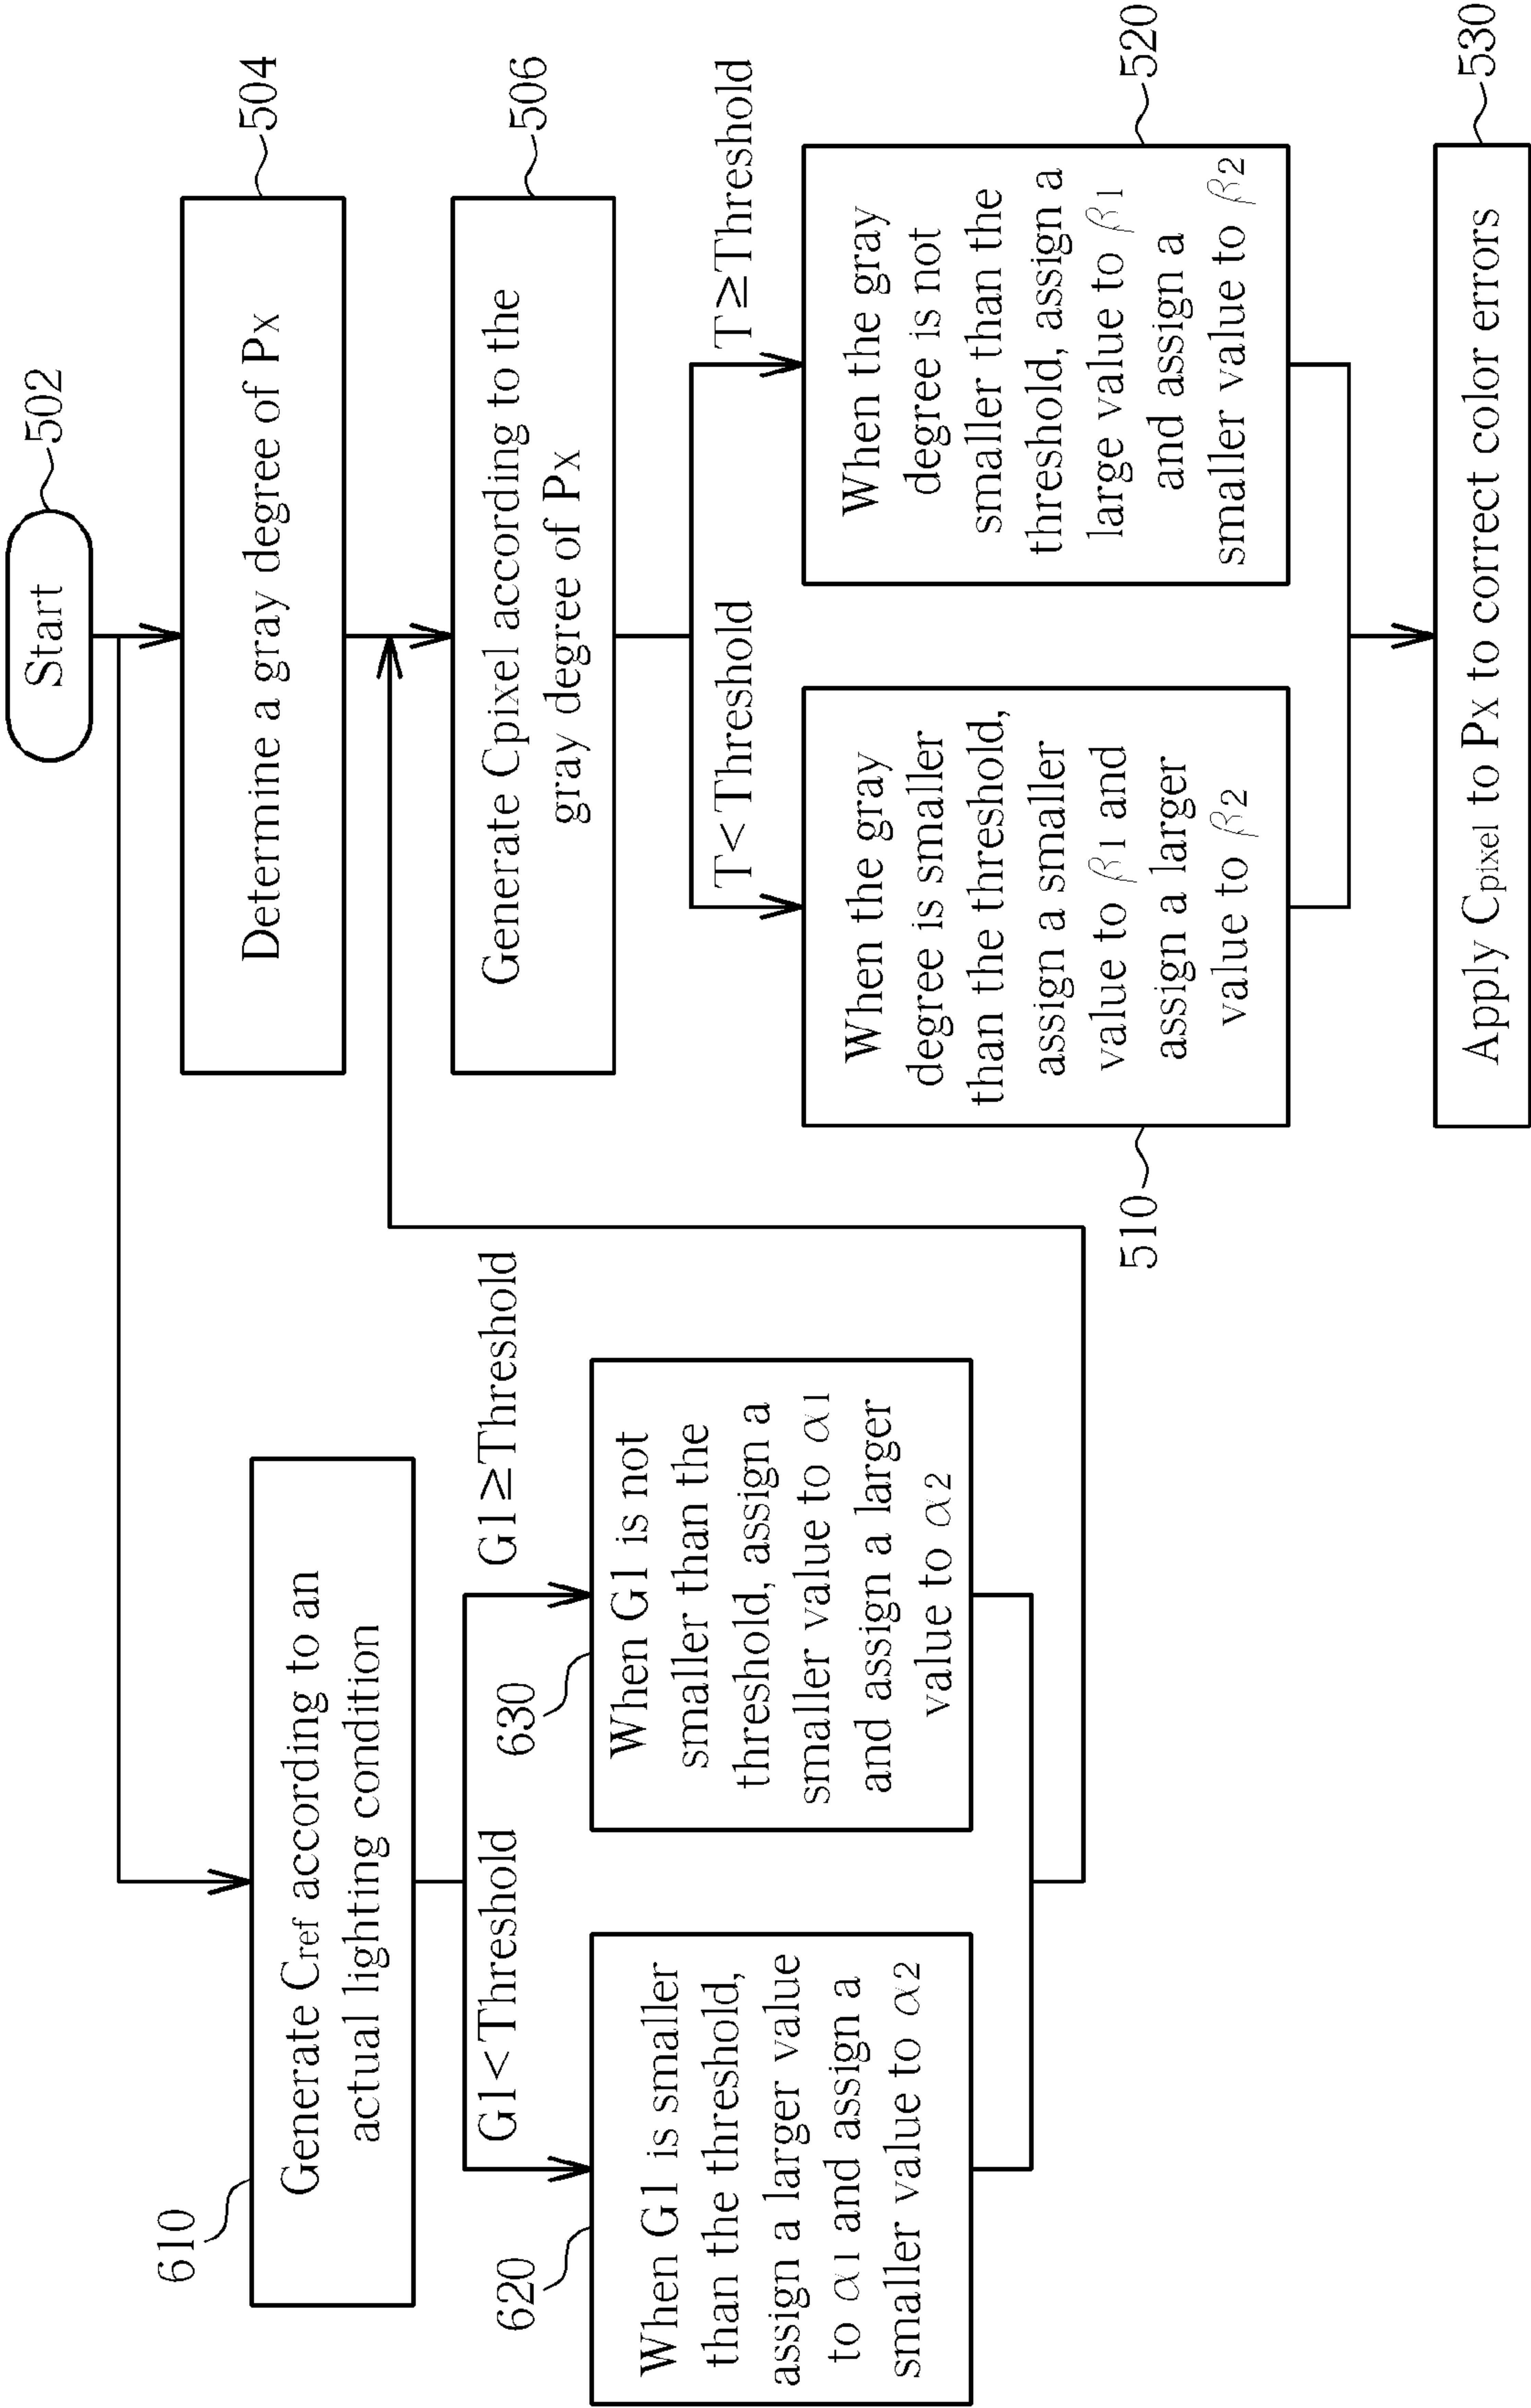 Start
502
610
Generate Cref according to an
actual lighting condition
G1<Threshold
G1≥Threshold
620
When G1 is smaller
than the threshold,
assign a larger value
to α1 and assign a
smaller value to α2
630
When G1 is not
smaller than the
threshold, assign a
smaller value to α1
and assign a larger
value to α2
Determine a gray degree of PX
504
Generate Cpixel according to the
gray degree of PX
506
T<Threshold
T≥Threshold
510
When the gray
degree is smaller
than the threshold,
assign a smaller
value to β1 and
assign a larger
value to β2
When the gray
degree is not
smaller than the
threshold, assign a
large value to β1
and assign a
smaller value to β2
520
Apply Cpixel to PX to correct color errors
530